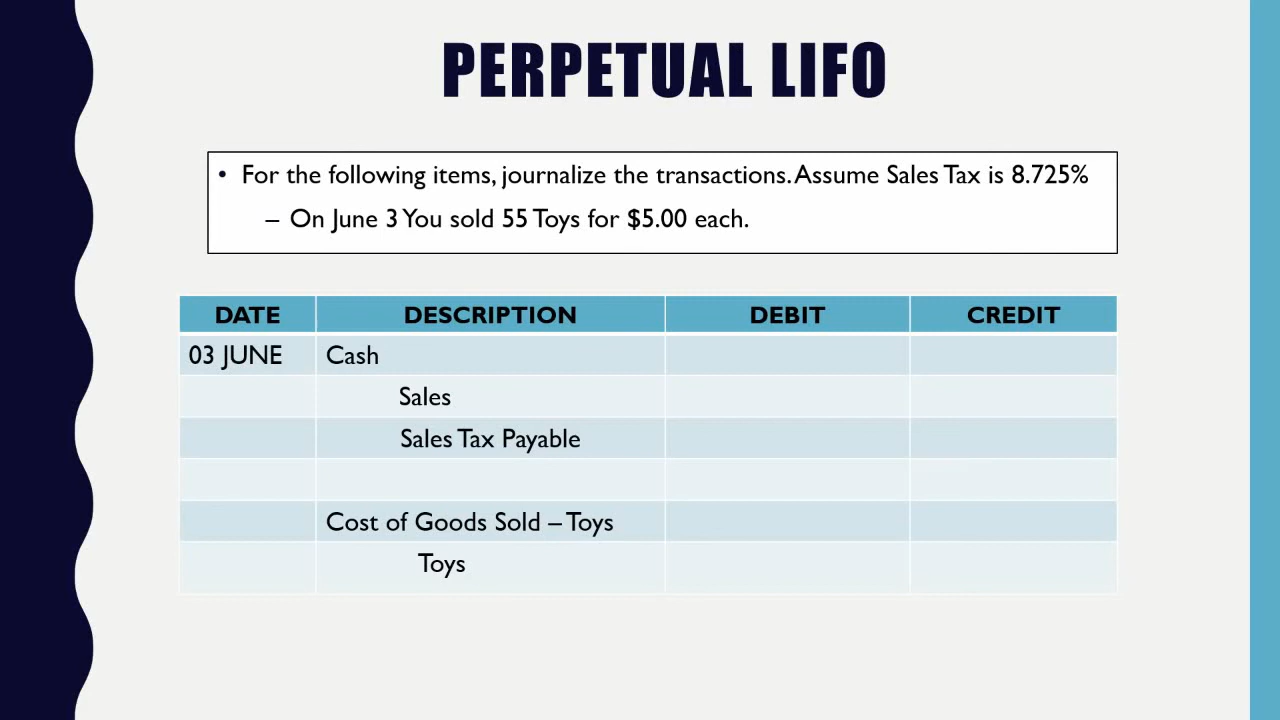 PERPETUAL LIFO
• For the following items, journalize the transactions. Assume Sales Tax is 8.725%
– On June 3 You sold 55 Toys for $5.00 each.
DATE DESCRIPTION DEBIT CREDIT
03 JUNE Cash
Sales
Sales Tax Payable
Cost of Goods Sold – Toys
Toys